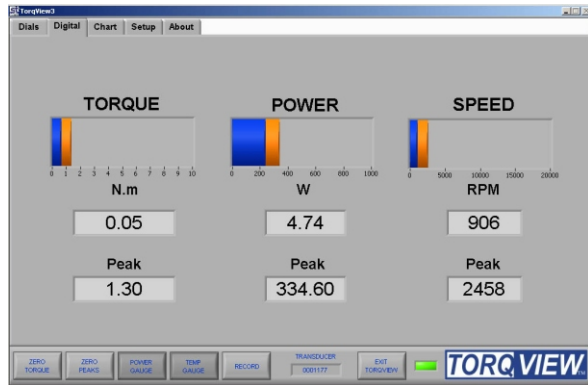 TorqView3
Dials Digital Chart Setup About
TORQUE POWER SPEED
0 1 2 3 4 5 6 7 8 9 10 0 200 400 600 800 1000 0 5000 10000 15000 20000
N.m W RPM
0.05 4.74 906
Peak Peak Peak
1.30 334.60 2458
ZERO TORQUE ZERO PEAKS POWER GAUGE TEMP GAUGE RECORD TRANSDUCER 0001177 EXIT TORQVIEW TORQVIEW